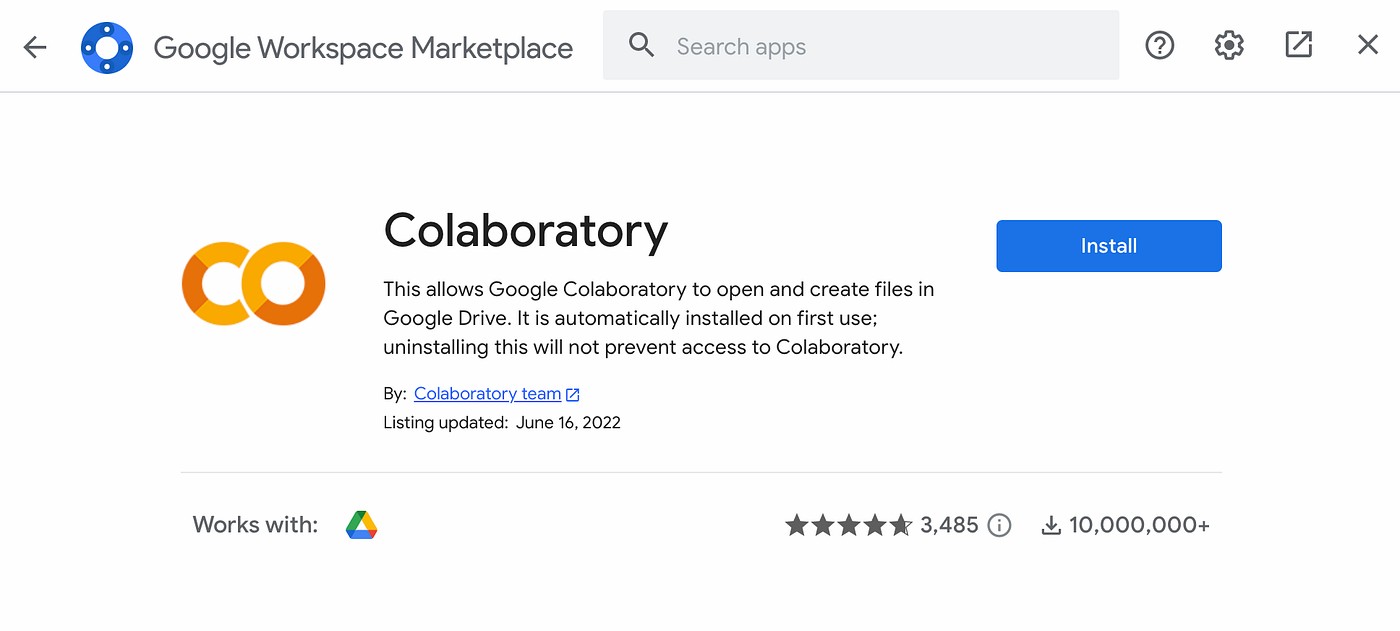 Google Workspace Marketplace
Search apps
Colaboratory
Install
This allows Google Colaboratory to open and create files in
Google Drive. It is automatically installed on first use;
uninstalling this will not prevent access to Colaboratory.
By: Colaboratory team
Listing updated: June 16, 2022
Works with:
3,485
10,000,000+